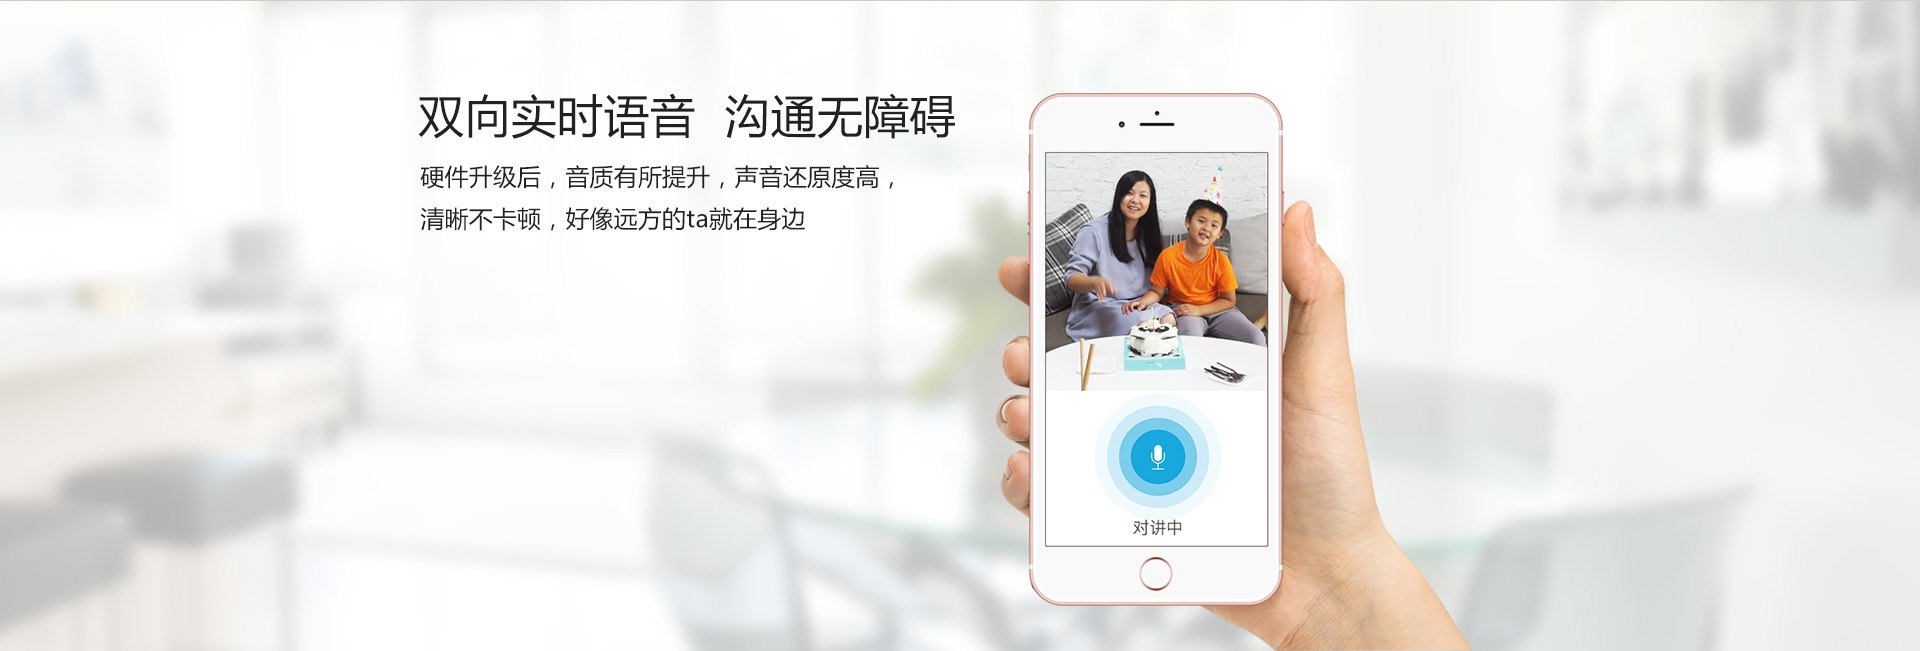 双向实时语音 沟通无障碍
硬件升级后，音质有所提升，声音还原度高，
清晰不卡顿，好像远方的ta就在身边
对讲中